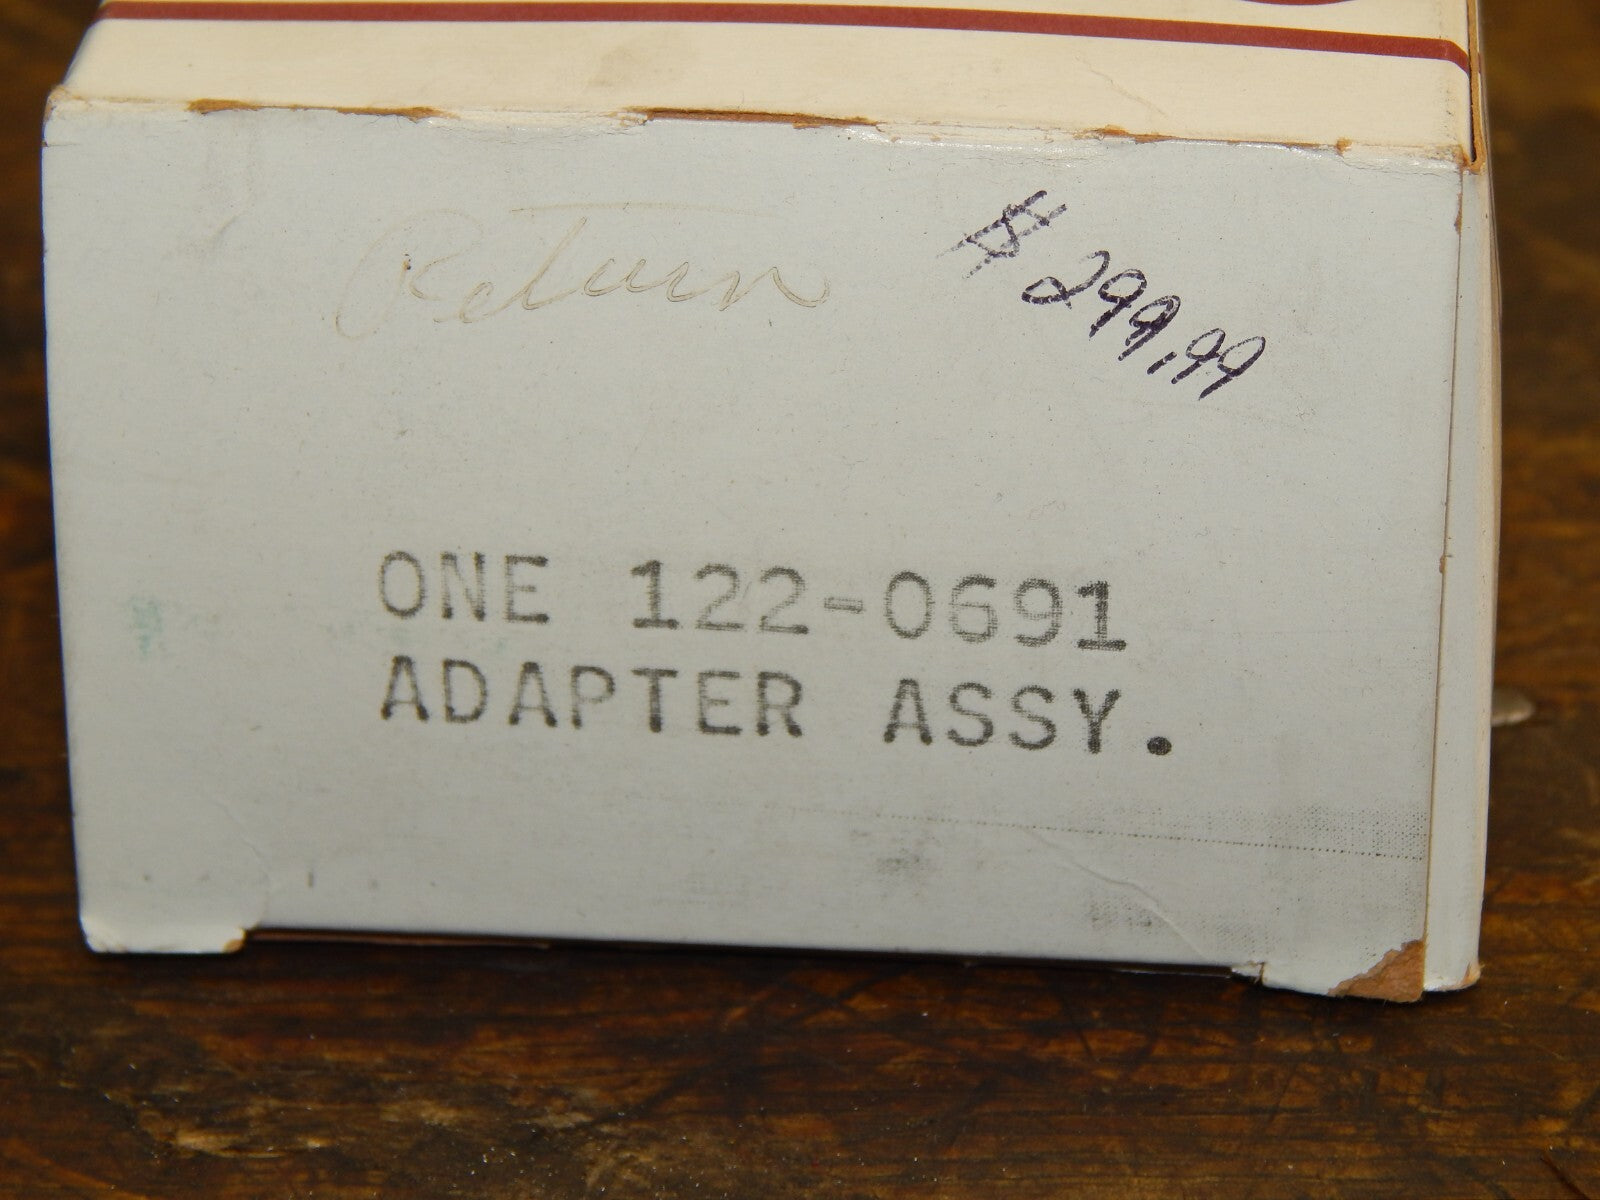 Return
$ 299.99
ONE 122-0691
ADAPTER ASSY.